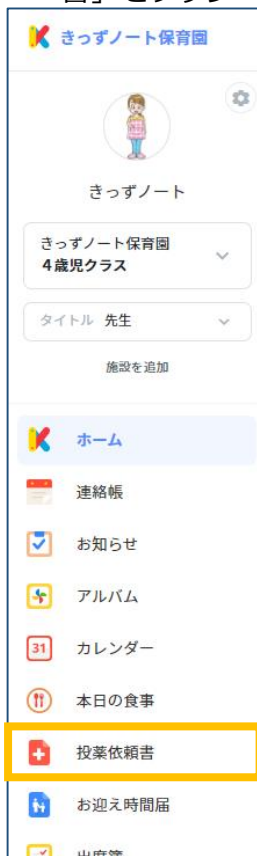 きっずノート保育園
きっずノート
きっずノート保育園
4歳児クラス
タイトル 先生
施設を追加
ホーム
連絡帳
お知らせ
アルバム
31 カレンダー
本日の食事
投薬依頼書
お迎え時間届
出席簿